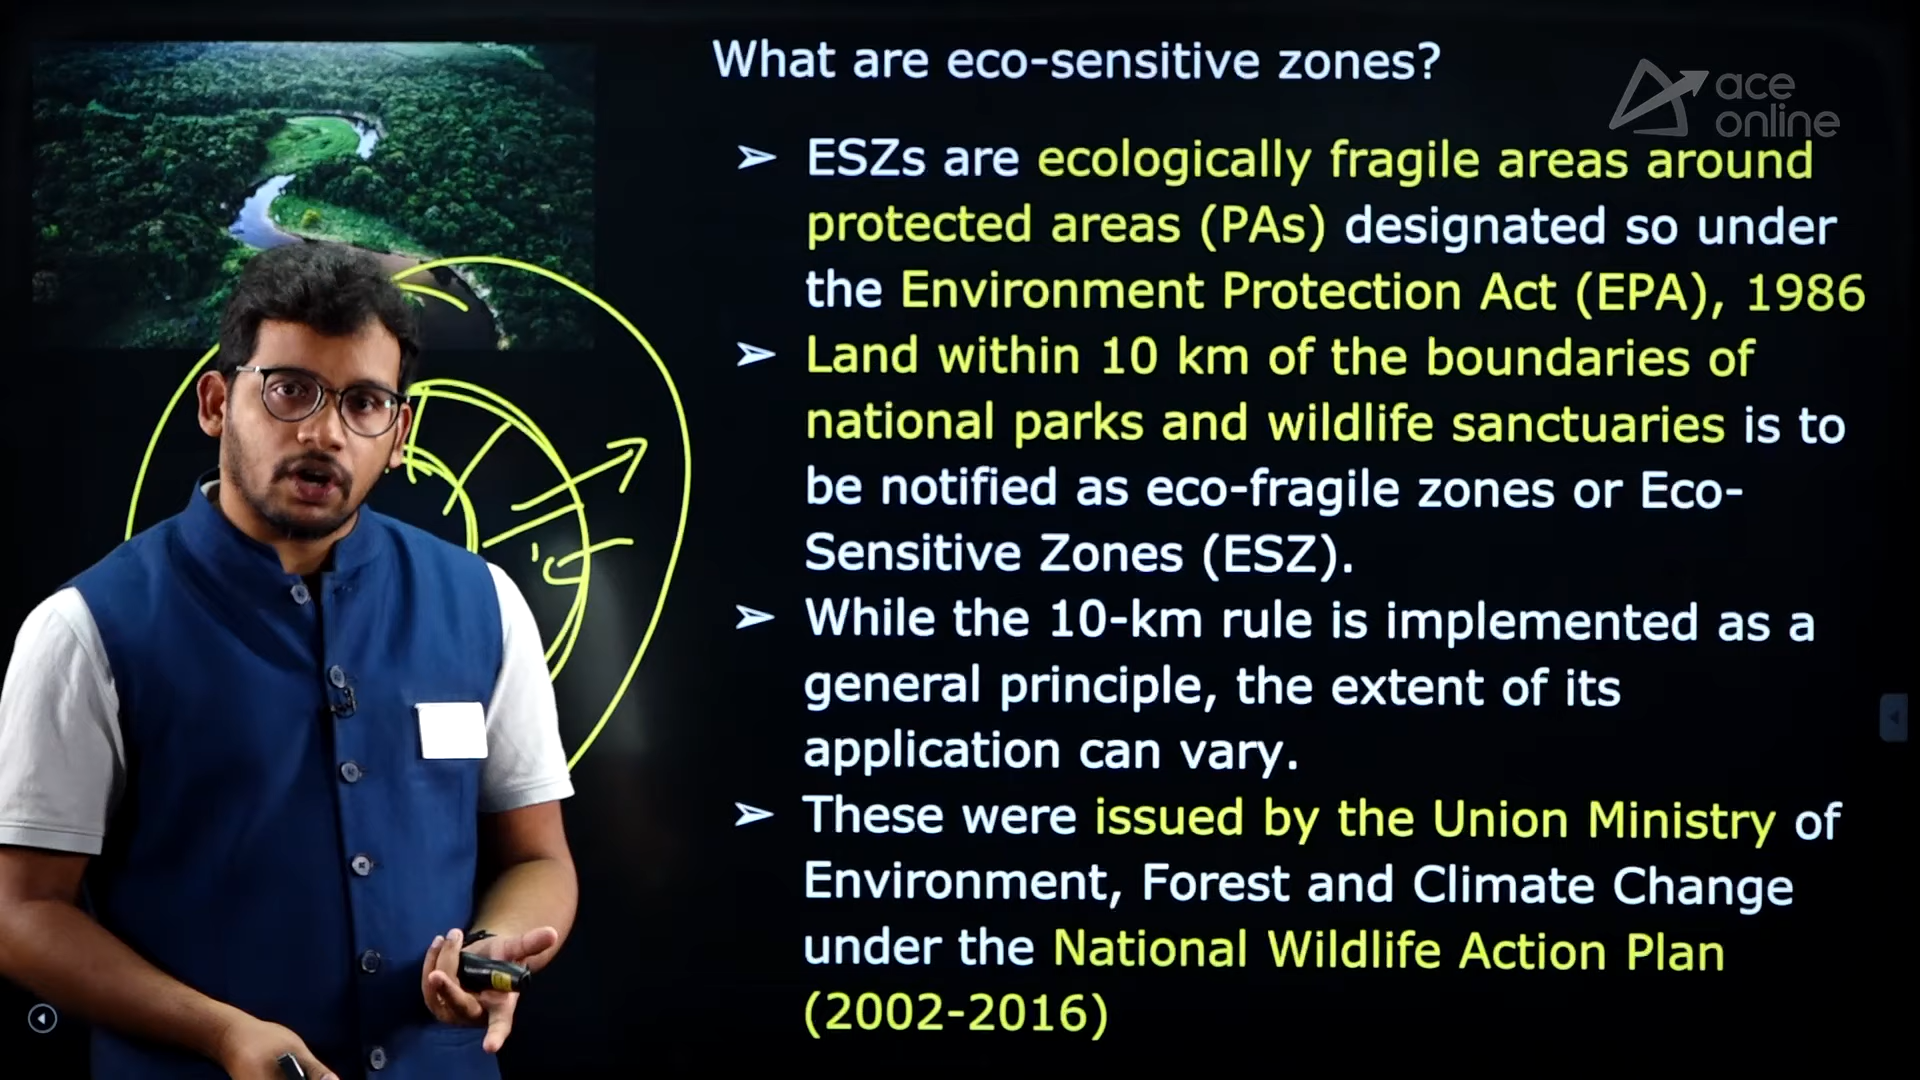 What are eco-sensitive zones?
ace
online
➢ ESZs are ecologically fragile areas around
protected areas (PAs) designated so under
the Environment Protection Act (EPA), 1986
➢ Land within 10 km of the boundaries of
national parks and wildlife sanctuaries is to
be notified as eco-fragile zones or Eco-
Sensitive Zones (ESZ).
➢ While the 10-km rule is implemented as a
general principle, the extent of its
application can vary.
➢ These were issued by the Union Ministry of
Environment, Forest and Climate Change
under the National Wildlife Action Plan
(2002-2016)